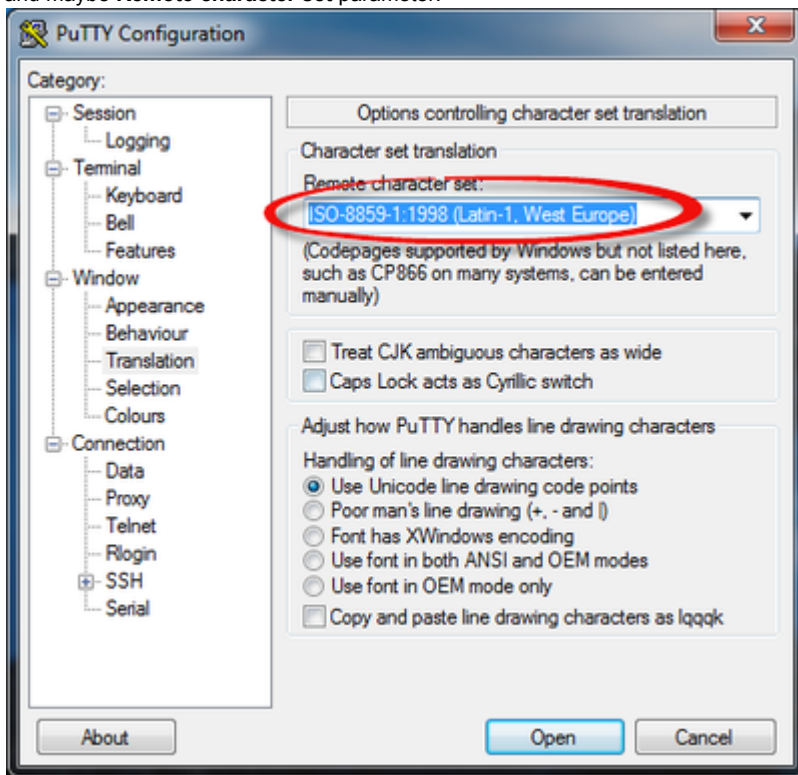 and maybe Remote character set parameter:
PuTTY Configuration
Category:
Session
Logging
Terminal
Keyboard
Bell
Features
Window
Appearance
Behaviour
Translation
Selection
Colours
Connection
Data
Proxy
Telnet
Rlogin
SSH
Serial
Options controlling character set translation
Character set translation
Remote character set:
ISO-8859-1:1998 (Latin-1, West Europe)
(Codepages supported by Windows but not listed here,
such as CP866 on many systems, can be entered
manually)
Treat CJK ambiguous characters as wide
Caps Lock acts as Cyrillic switch
Adjust how PuTTY handles line drawing characters
Handling of line drawing characters:
Use Unicode line drawing code points
Poor man's line drawing (+, - and |)
Font has XWindows encoding
Use font in both ANSI and OEM modes
Use font in OEM mode only
Copy and paste line drawing characters as lqqqk
About
Open
Cancel